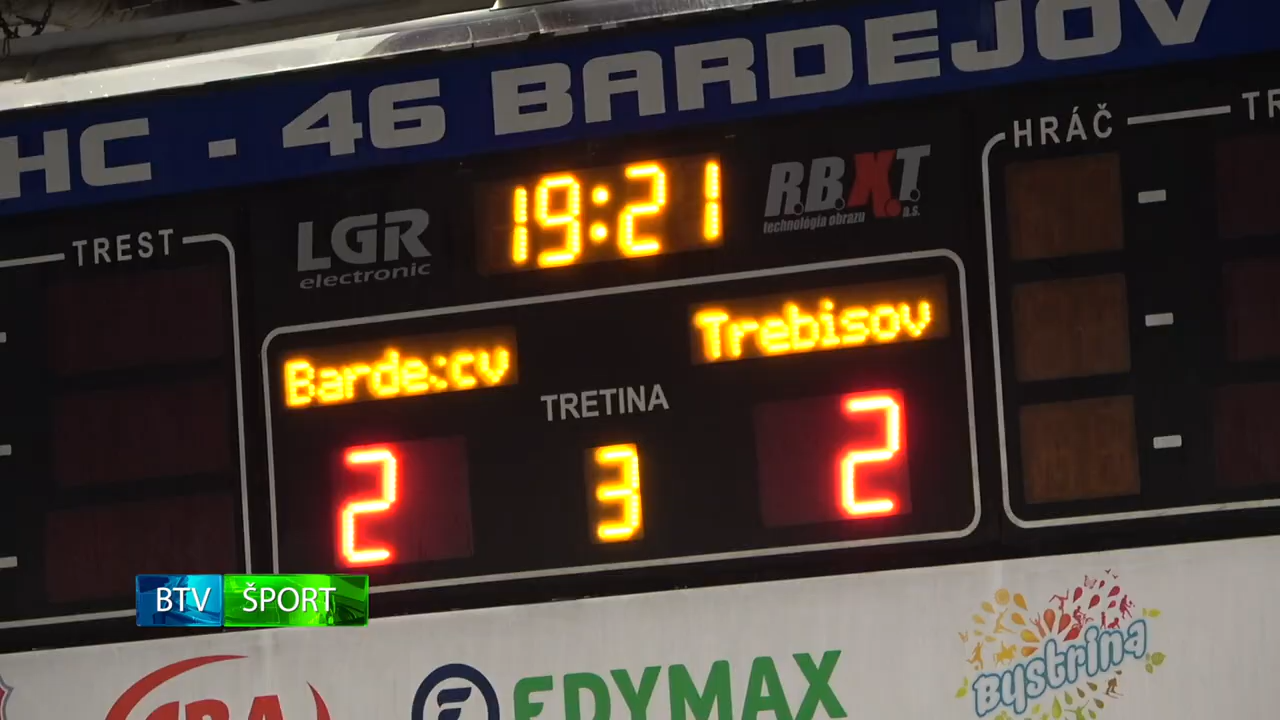 HC - 46 BARDEJOV
TREST
LGR
electronic
19:21
R.B.X.T
technológia obrazu a.s.
HRÁČ
Barde:cv
Trebisov
TRETINA
2
3
2
BTV ŠPORT
EDYMAX
Bystrina